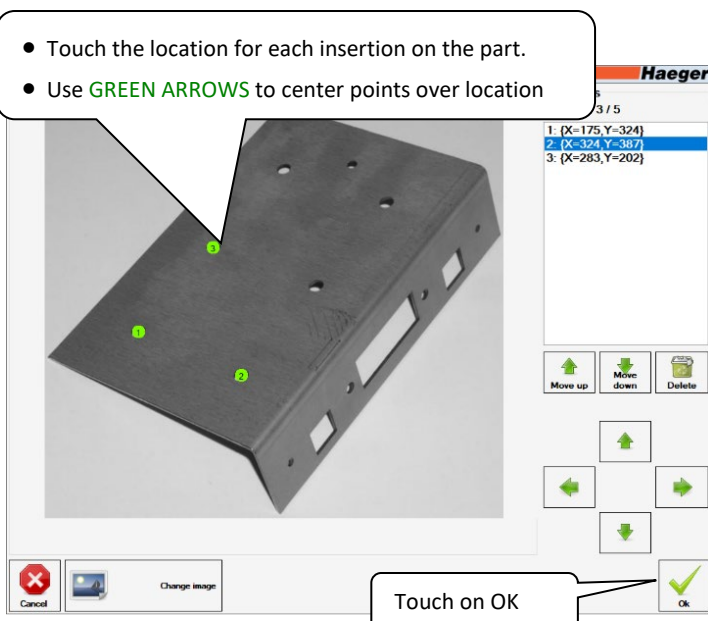 • Touch the location for each insertion on the part.
• Use GREEN ARROWS to center points over location
Haeger
s
3 / 5
1: {X=175,Y=324}
2: {X=324,Y=387}
3: {X=283,Y=202}
3
1
2
Move up
Move down
Delete
Cancel
Change image
Touch on OK
Ok